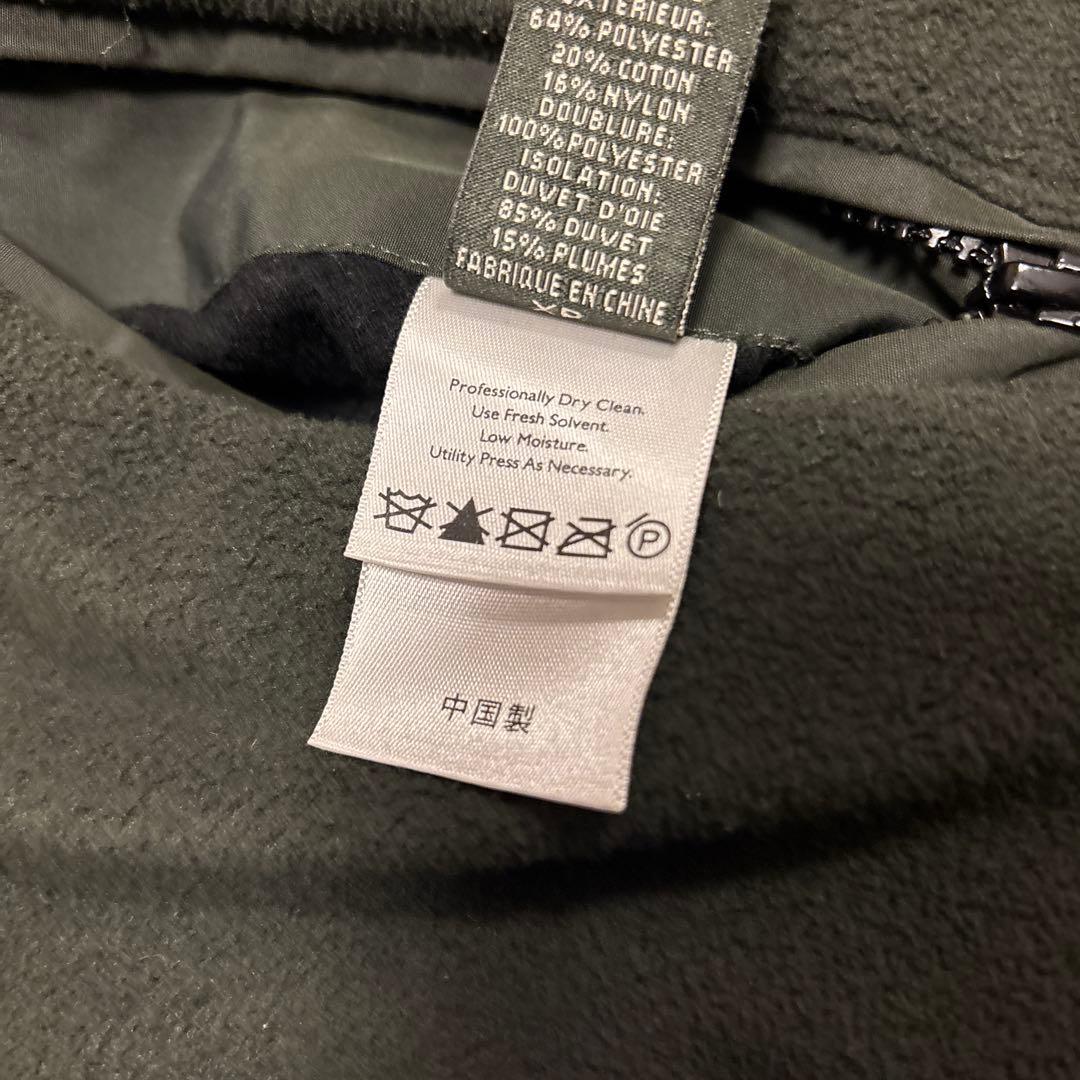 EXTERIEUR:
64% POLYESTER
20% COTON
16% NYLON
DOUBLURE:
100% POLYESTER
ISOLATION:
DUVET D'OIE
85% DUVET
15% PLUMES
FABRIQUE EN CHINE
Professionally Dry Clean.
Use Fresh Solvent.
Low Moisture.
Utility Press As Necessary.
P
中国製